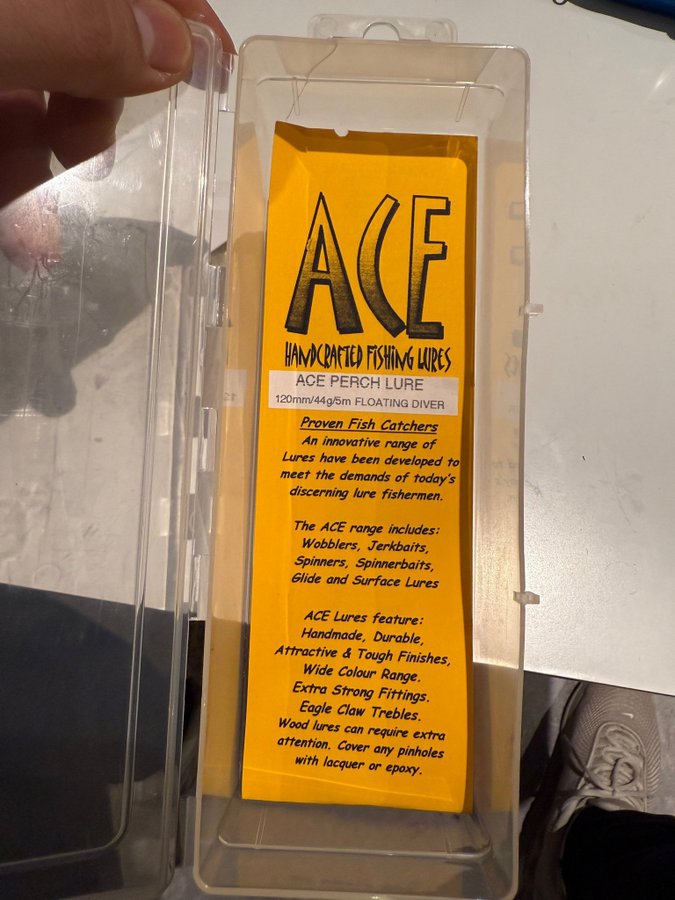 ACE
HANDCRAFTED FISHING LURES
ACE PERCH LURE
120mm/44g/5m FLOATING DIVER
Proven Fish Catchers
An innovative range of
Lures have been developed to
meet the demands of today's
discerning lure fishermen.
The ACE range includes:
Wobblers, Jerkbaits,
Spinners, Spinnerbaits,
Glide and Surface Lures
ACE Lures feature:
Handmade, Durable,
Attractive & Tough Finishes,
Wide Colour Range.
Extra Strong Fittings.
Eagle Claw Trebles.
Wood lures can require extra
attention. Cover any pinholes
with lacquer or epoxy.